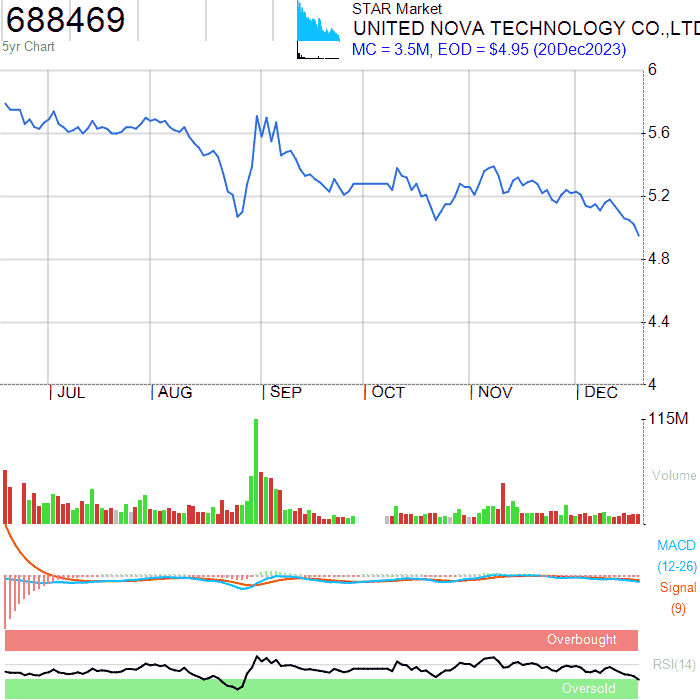 688469
5yr Chart
STAR Market
UNITED NOVA TECHNOLOGY CO.,LTD
MC = 3.5M, EOD = $4.95 (20Dec2023)
6
5.6
5.2
4.8
4.4
4
JUL AUG SEP OCT NOV DEC
115M
Volume
MACD
(12-26)
Signal
(9)
Overbought
RSI(14)
Oversold